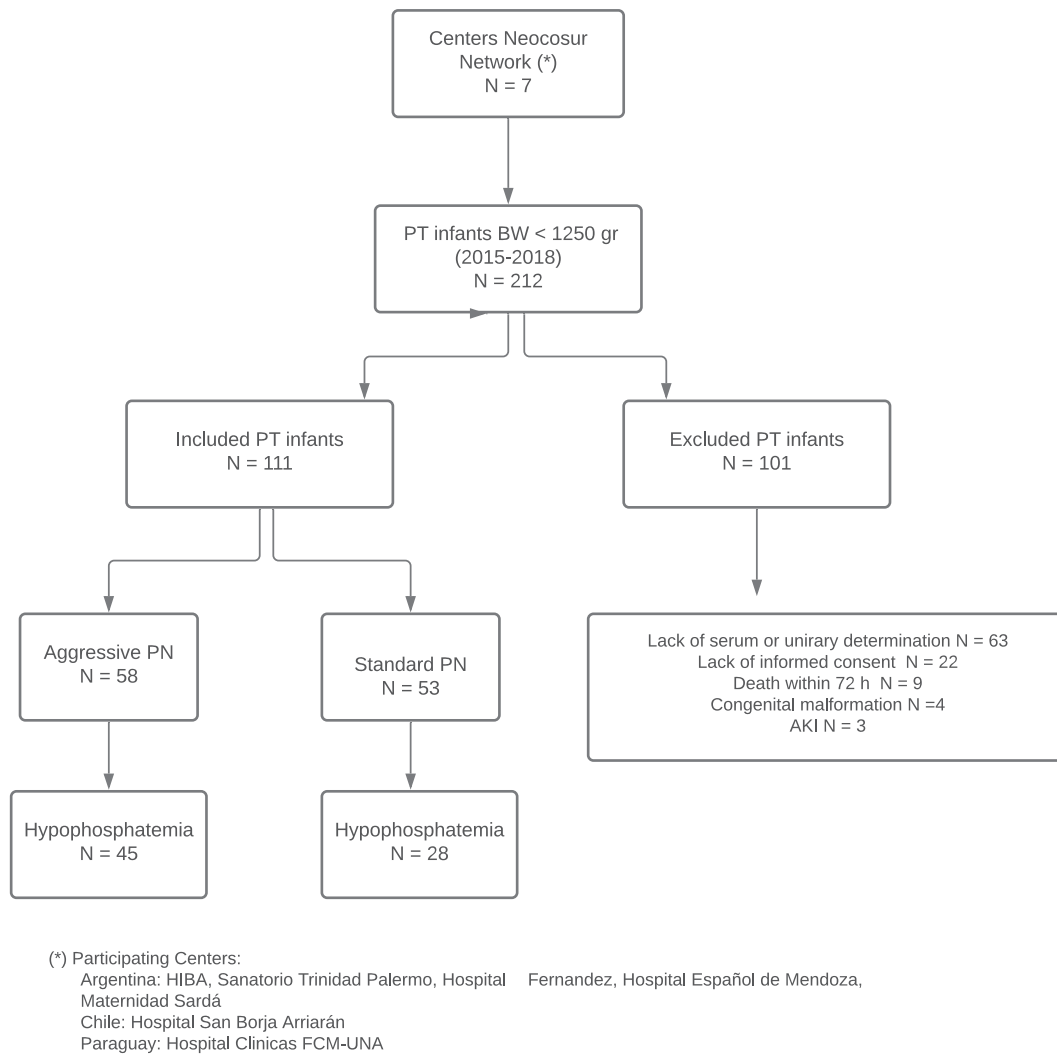 Centers Neocosur
Network (*)
N = 7
PT infants BW < 1250 gr
(2015-2018)
N = 212
Included PT infants
N = 111
Excluded PT infants
N = 101
Aggressive PN
N = 58
Standard PN
N = 53
Lack of serum or unirary determination N = 63
Lack of informed consent N = 22
Death within 72 h N = 9
Congenital malformation N =4
AKI N = 3
Hypophosphatemia
N = 45
Hypophosphatemia
N = 28
(*) Participating Centers:
Argentina: HIBA, Sanatorio Trinidad Palermo, Hospital Fernandez, Hospital Español de Mendoza,
Maternidad Sardá
Chile: Hospital San Borja Arriarán
Paraguay: Hospital Clinicas FCM-UNA